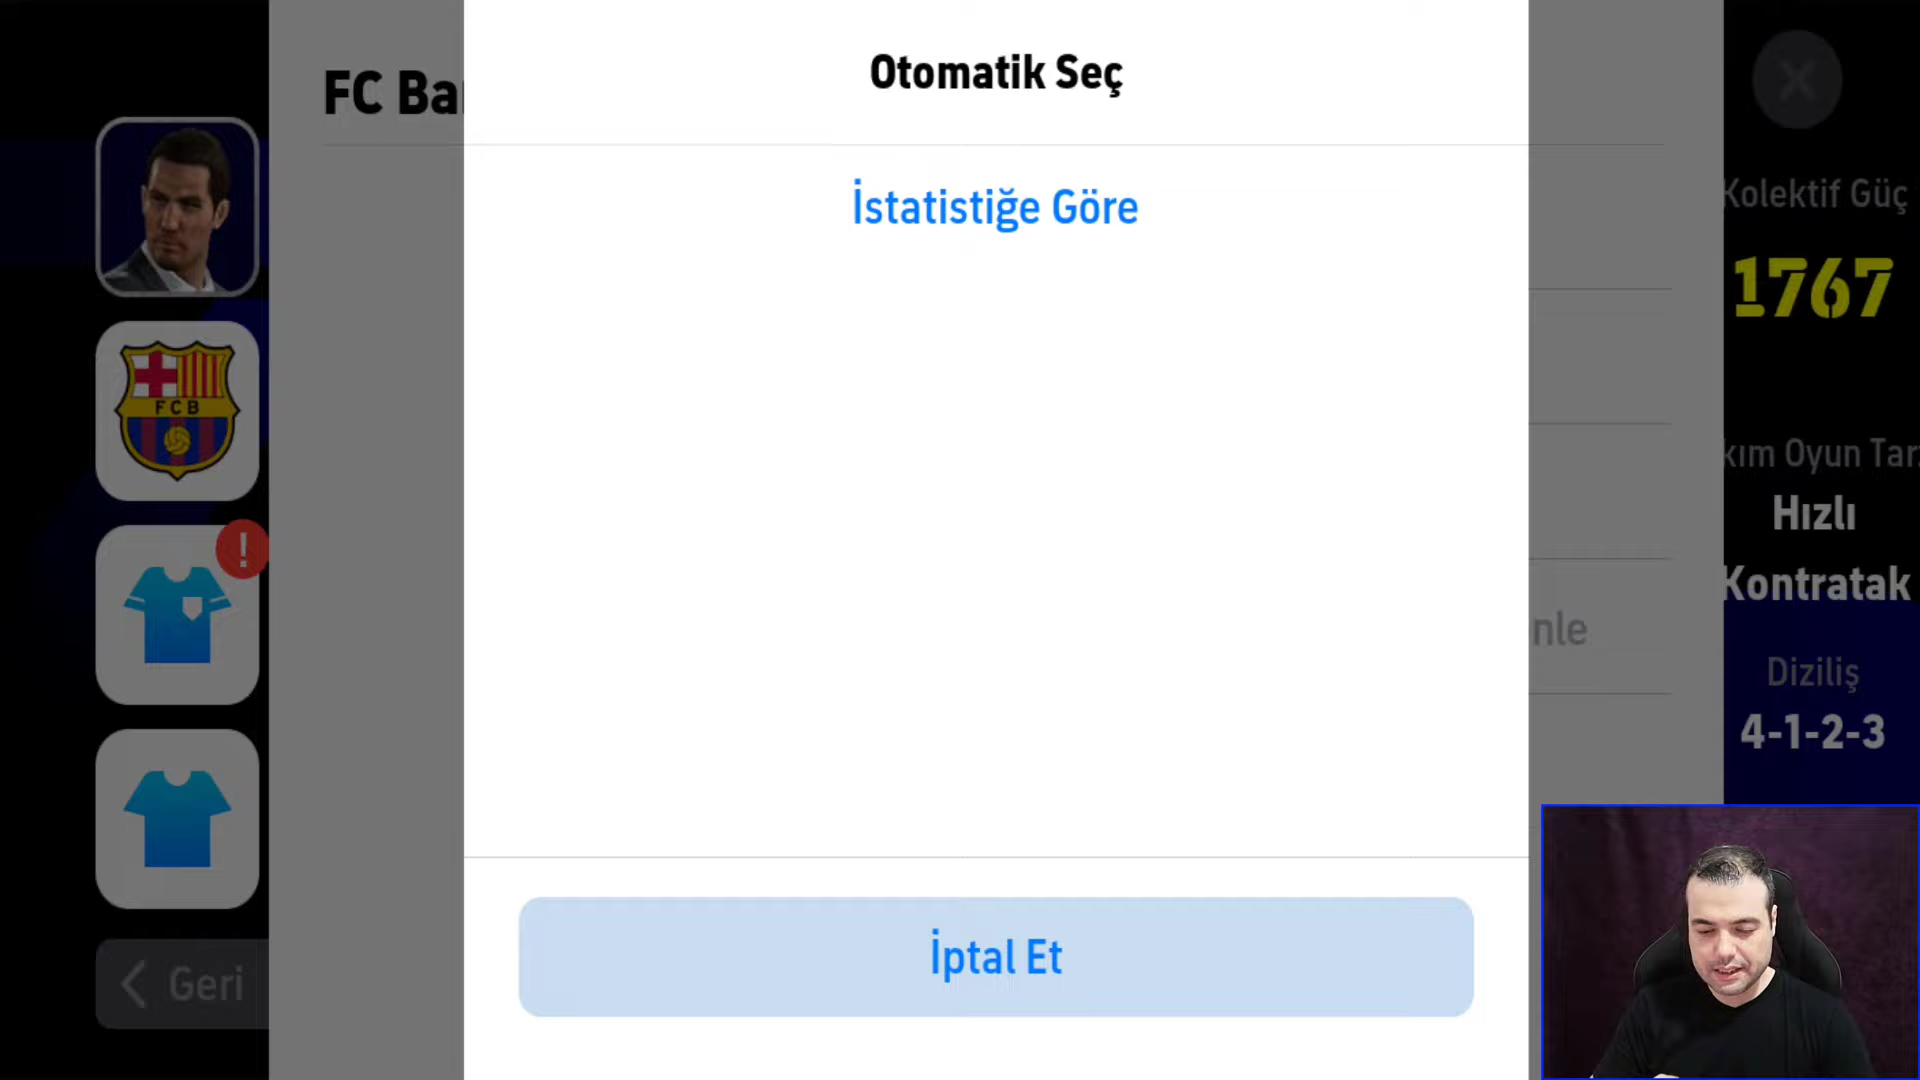 Otomatik Seç
FC Ba
İstatistiğe Göre
Kolektif Güç
1767
FCB
kım Oyun Tar
Hızlı
Kontratak
nle
Diziliş
4-1-2-3
İptal Et
Geri